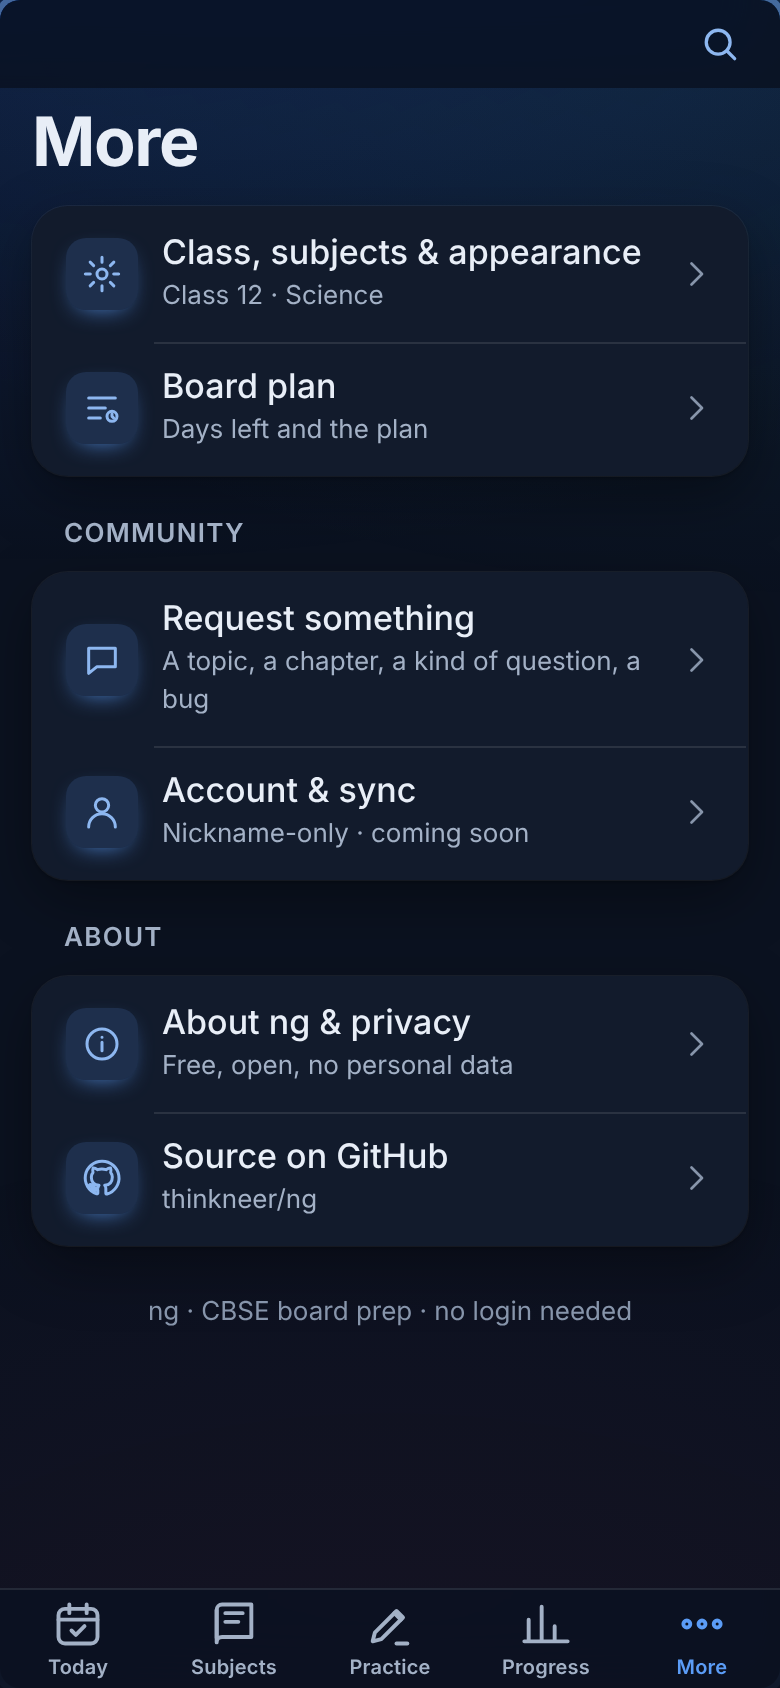 More
Class, subjects & appearance
Class 12 · Science
Board plan
Days left and the plan
COMMUNITY
Request something
A topic, a chapter, a kind of question, a
bug
Account & sync
Nickname-only · coming soon
ABOUT
About ng & privacy
Free, open, no personal data
Source on GitHub
thinkneer/ng
ng · CBSE board prep · no login needed
Today
Subjects
Practice
Progress
More